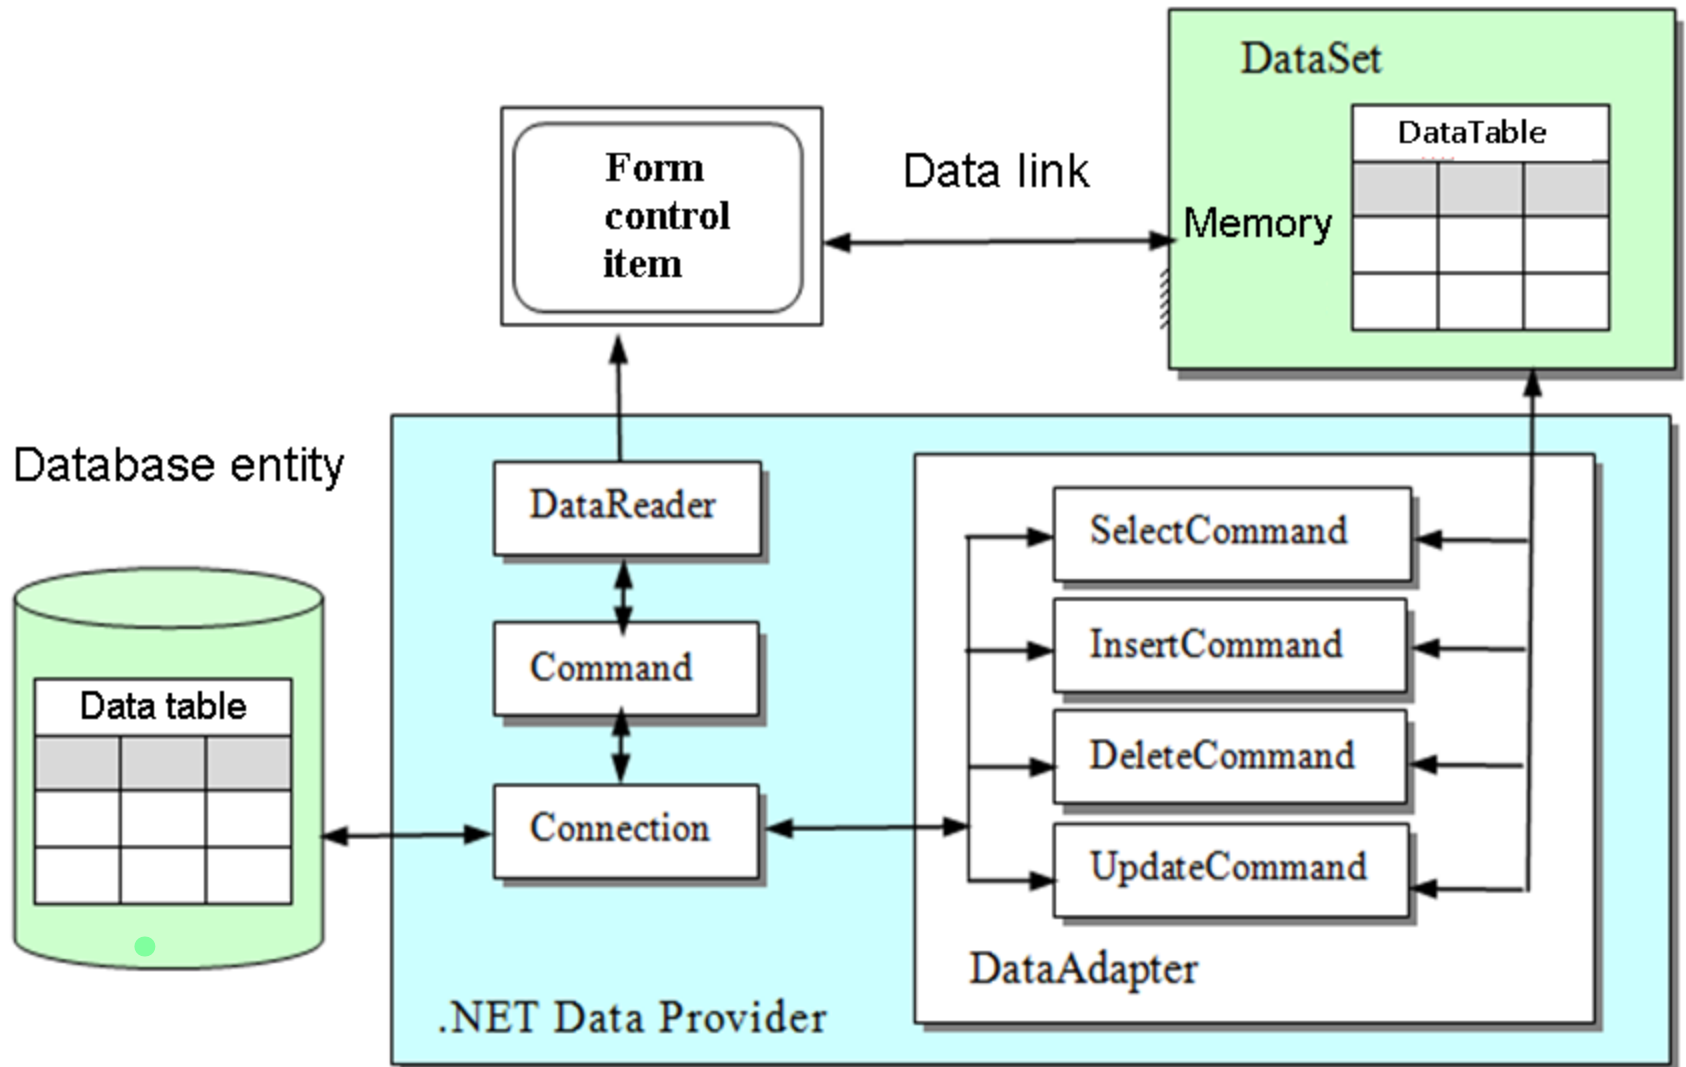 DataSet
DataTable
Memory
Data link
Form
control
item
Database entity
Data table
DataReader
Command
Connection
SelectCommand
InsertCommand
DeleteCommand
UpdateCommand
DataAdapter
.NET Data Provider